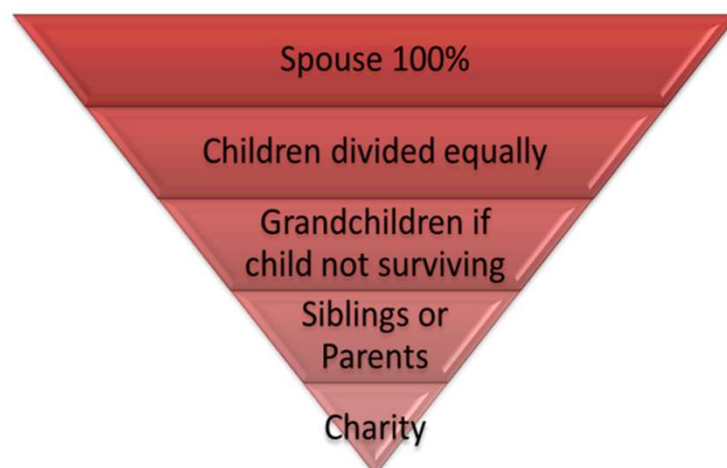 Spouse 100%
Children divided equally
Grandchildren if
child not surviving
Siblings or
Parents
Charity